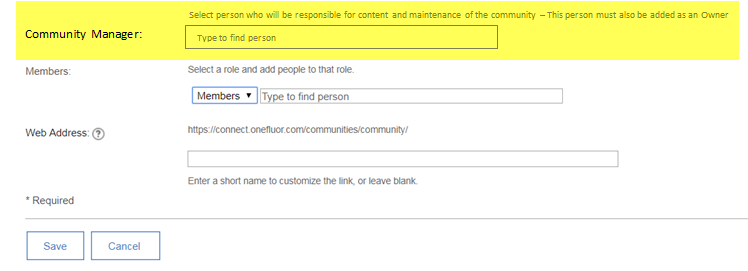 Select person who will be responsible for content and maintenance of the community – This person must also be added as an Owner
Community Manager:
Type to find person
Members:
Select a role and add people to that role.
Members ▼
Type to find person
Web Address: ?
https://connect.onefluor.com/communities/community/
Enter a short name to customize the link, or leave blank.
* Required
Save
Cancel